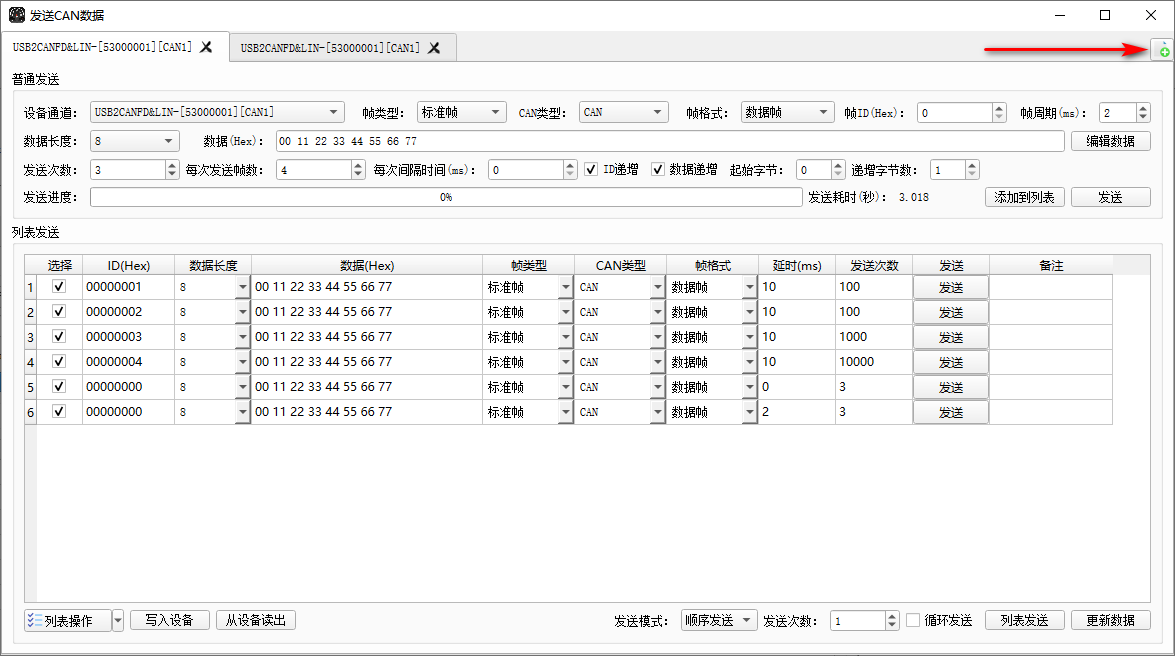 发送CAN数据
USB2CANFD&LIN-[53000001][CAN1] USB2CANFD&LIN-[53000001][CAN1]
普通发送
设备通道: USB2CANFD&LIN-[53000001][CAN1] 帧类型: 标准帧 CAN类型: CAN 帧格式: 数据帧 帧ID(Hex): 0 帧周期(ms): 2
数据长度: 8 数据(Hex): 00 11 22 33 44 55 66 77 编辑数据
发送次数: 3 每次发送帧数: 4 每次间隔时间(ms): 0 ID递增 数据递增 起始字节: 0 递增字节数: 1
发送进度: 0% 发送耗时(秒): 3.018 添加到列表 发送
列表发送
选择 ID(Hex) 数据长度 数据(Hex) 帧类型 CAN类型 帧格式 延时(ms) 发送次数 发送 备注
1 00000001 8 00 11 22 33 44 55 66 77 标准帧 CAN 数据帧 10 100 发送
2 00000002 8 00 11 22 33 44 55 66 77 标准帧 CAN 数据帧 10 100 发送
3 00000003 8 00 11 22 33 44 55 66 77 标准帧 CAN 数据帧 10 1000 发送
4 00000004 8 00 11 22 33 44 55 66 77 标准帧 CAN 数据帧 10 10000 发送
5 00000000 8 00 11 22 33 44 55 66 77 标准帧 CAN 数据帧 0 3 发送
6 00000000 8 00 11 22 33 44 55 66 77 标准帧 CAN 数据帧 2 3 发送
列表操作 写入设备 从设备读出 发送模式: 顺序发送 发送次数: 1 循环发送 列表发送 更新数据